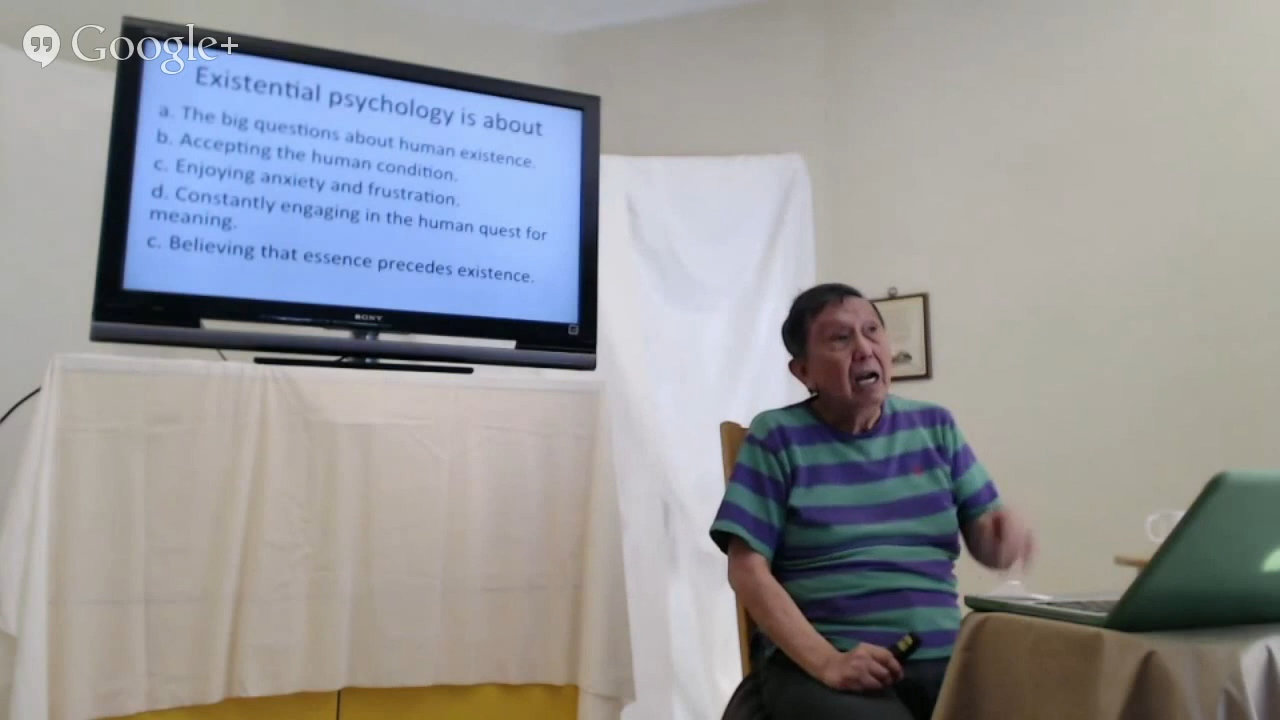 Google+
Existential psychology is about
a. The big questions about human existence.
b. Accepting the human condition.
c. Enjoying anxiety and frustration.
d. Constantly engaging in the human quest for
meaning.
c. Believing that essence precedes existence.
SONY